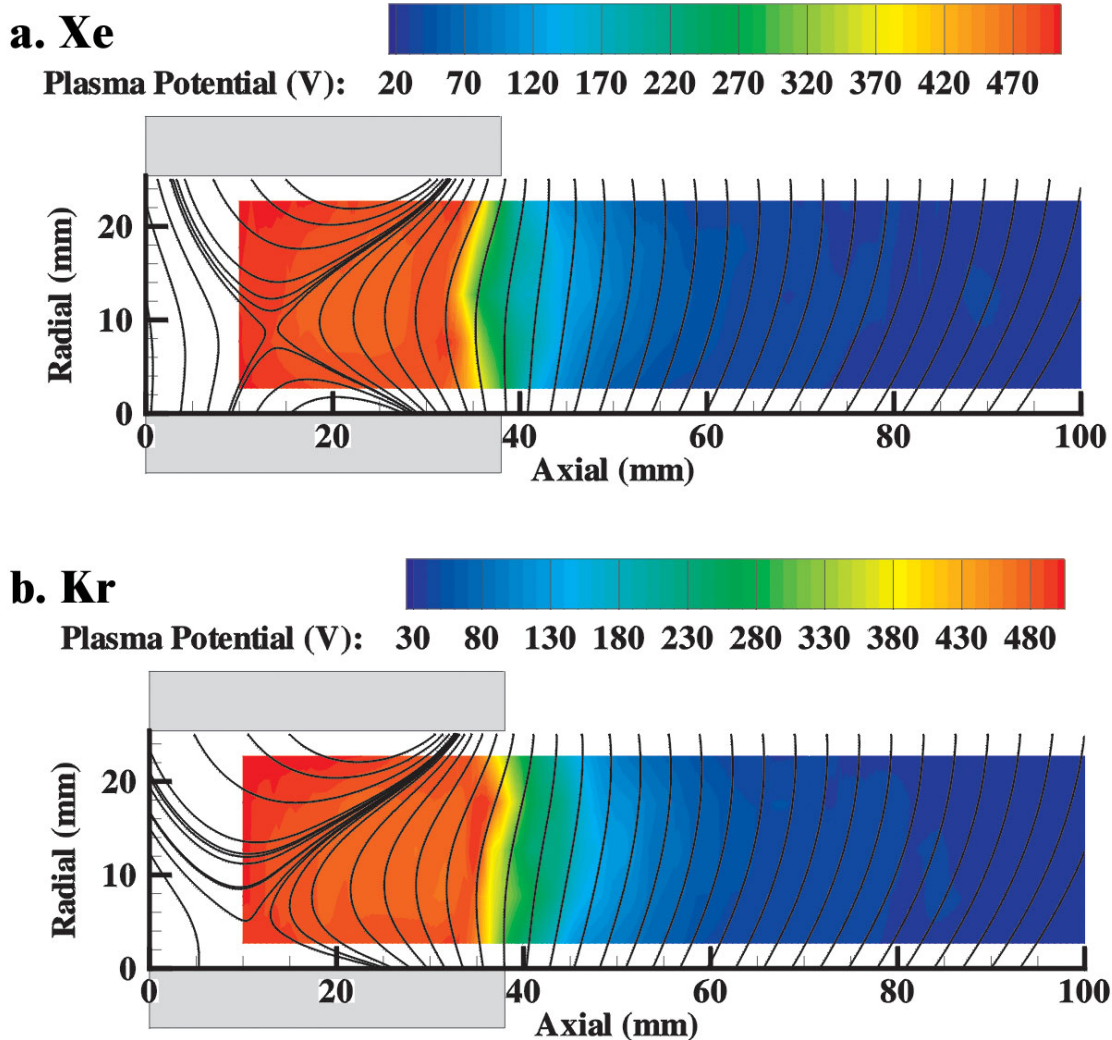 a. Xe
Plasma Potential (V): 20 70 120 170 220 270 320 370 420 470
20
10
0
Radial (mm)
0 20 40 60 80 100
Axial (mm)
b. Kr
Plasma Potential (V): 30 80 130 180 230 280 330 380 430 480
20
10
0
Radial (mm)
0 20 40 60 80 100
Axial (mm)